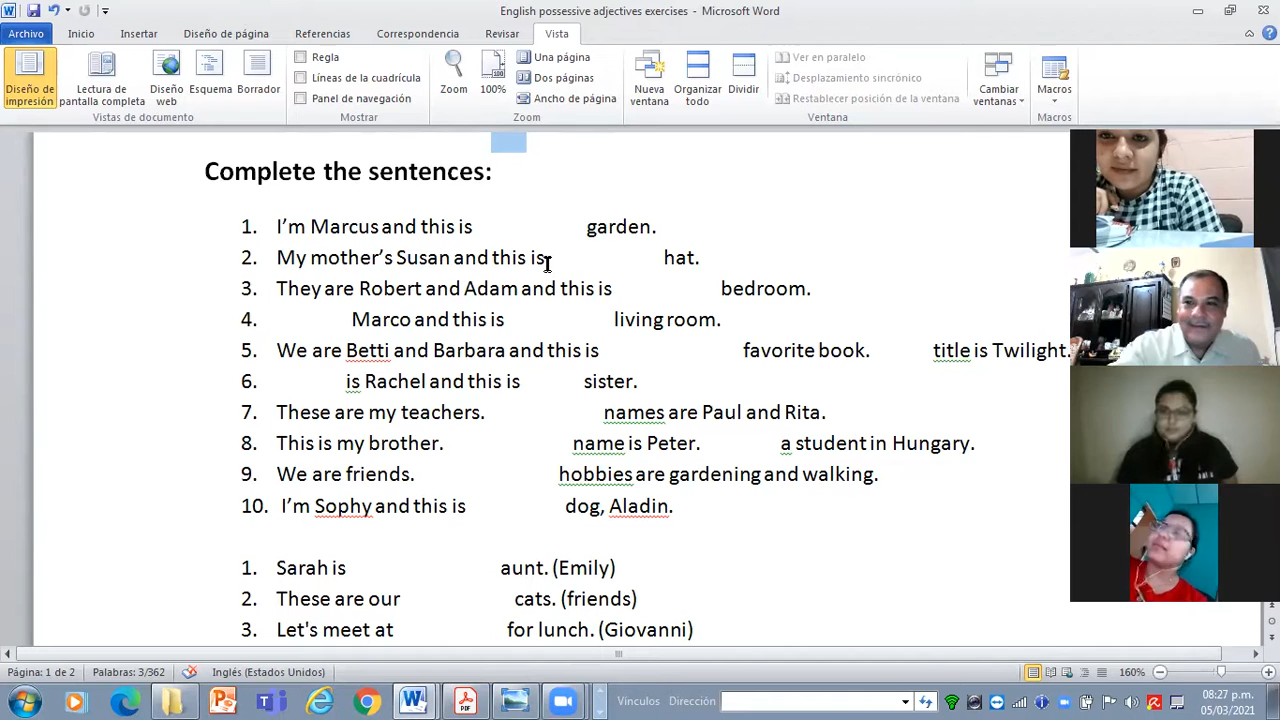 English possessive adjectives exercises - Microsoft Word
Archivo Inicio Insertar Diseño de página Referencias Correspondencia Revisar Vista
Diseño de impresión
Lectura de pantalla completa
Diseño web
Esquema
Borrador
Vistas de documento
Regla
Líneas de la cuadrícula
Panel de navegación
Mostrar
Zoom
100%
Una página
Dos páginas
Ancho de página
Zoom
Nueva ventana
Organizar todo
Dividir
Ver en paralelo
Desplazamiento sincrónico
Restablecer posición de la ventana
Ventana
Cambiar ventanas
Macros
Macros
Complete the sentences:
1. I’m Marcus and this is garden.
2. My mother’s Susan and this is hat.
3. They are Robert and Adam and this is bedroom.
4. Marco and this is living room.
5. We are Betti and Barbara and this is favorite book. title is Twilight.
6. is Rachel and this is sister.
7. These are my teachers. names are Paul and Rita.
8. This is my brother. name is Peter. a student in Hungary.
9. We are friends. hobbies are gardening and walking.
10. I’m Sophy and this is dog, Aladin.
1. Sarah is aunt. (Emily)
2. These are our cats. (friends)
3. Let's meet at for lunch. (Giovanni)
Página: 1 de 2 Palabras: 3/362 Inglés (Estados Unidos) 160%
Vínculos Dirección 08:27 p.m.
05/03/2021